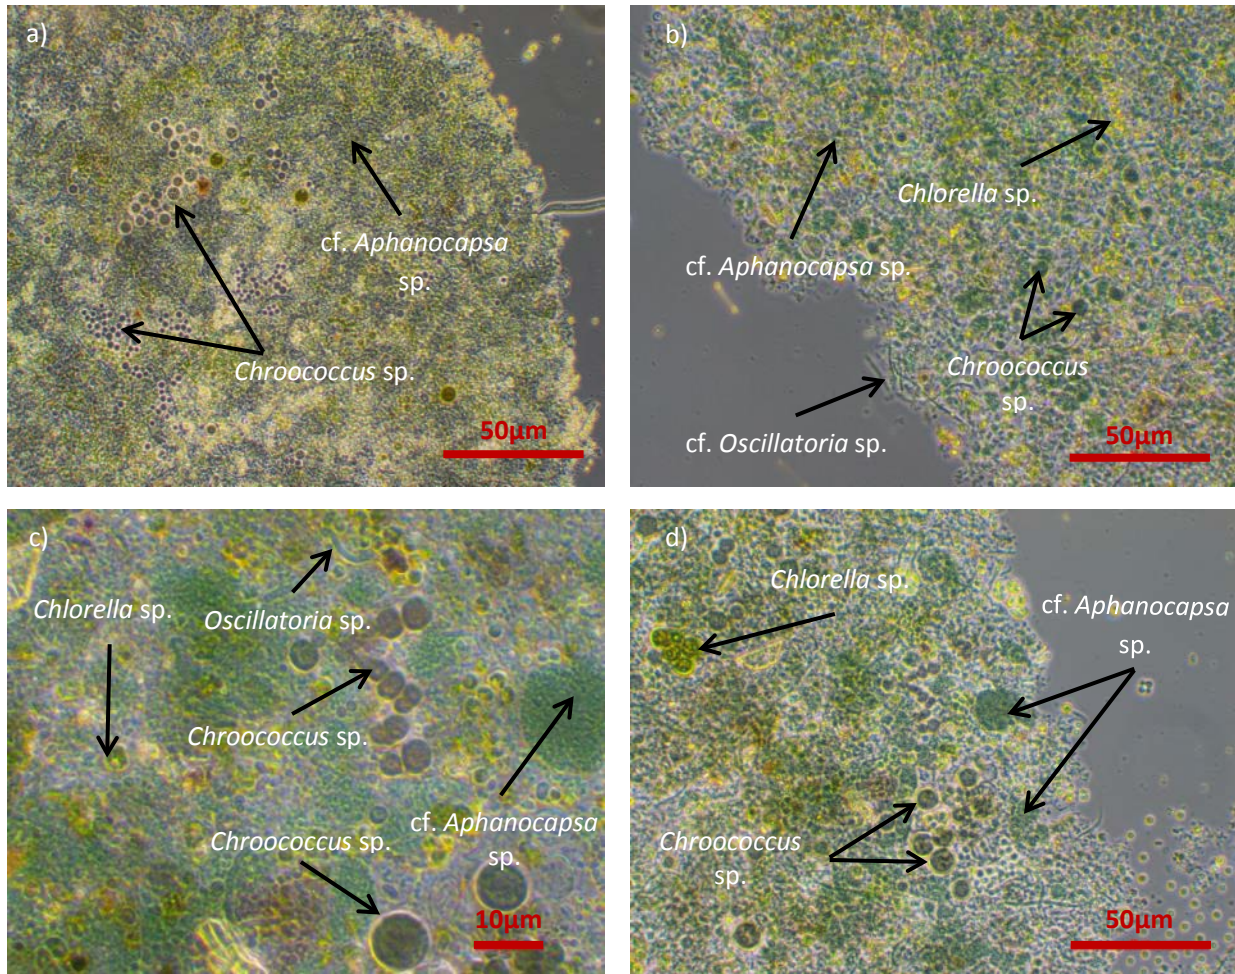 a)
cf. Aphanocapsa
sp.
Chroococcus sp.
50µm
b)
Chlorella sp.
cf. Aphanocapsa sp.
Chroococcus
sp.
cf. Oscillatoria sp.
50µm
c)
Chlorella sp.
Oscillatoria sp.
Chroococcus sp.
cf. Aphanocapsa
sp.
Chroococcus sp.
10µm
d)
Chlorella sp.
cf. Aphanocapsa
sp.
Chroococcus
sp.
50µm